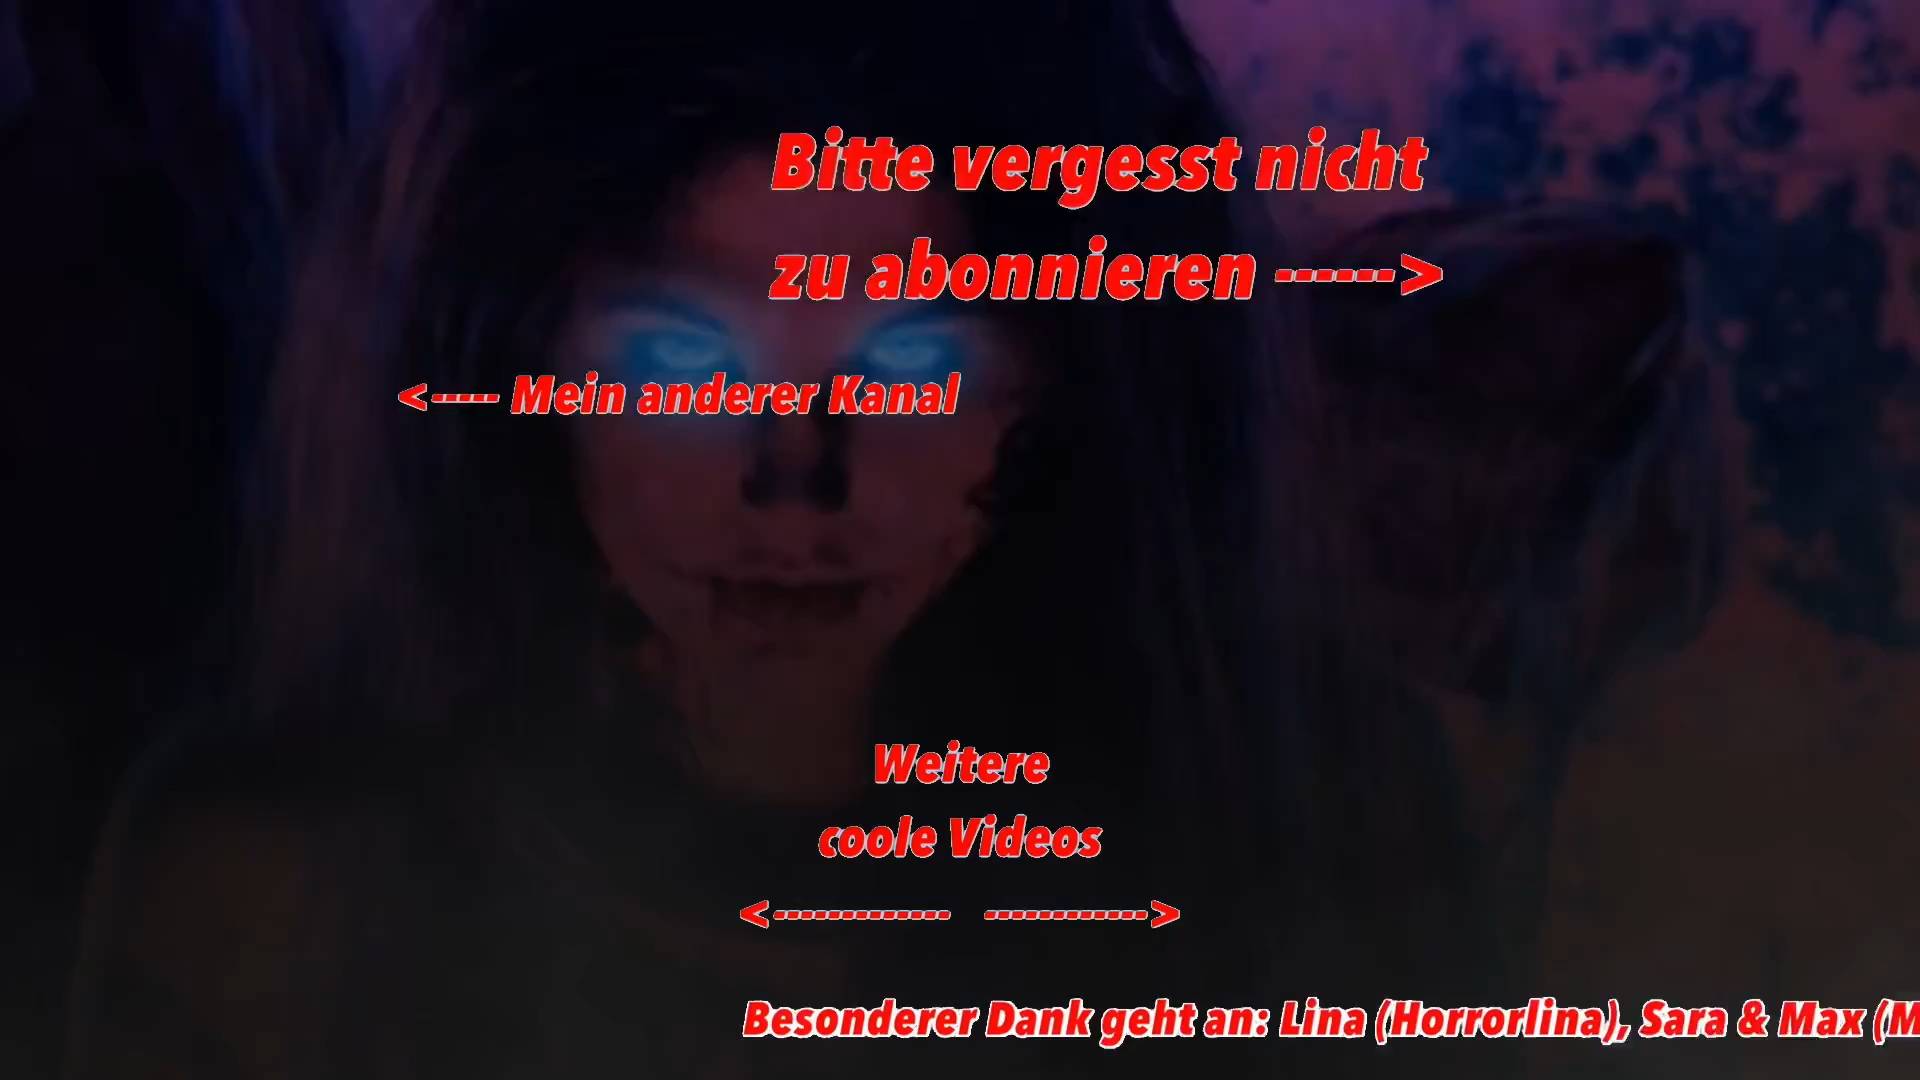 Bitte vergesst nicht
zu abonnieren ------>
<----- Mein anderer Kanal
Weitere
coole Videos
<------------- ------------>
Besonderer Dank geht an: Lina (Horrorlina), Sara & Max (M